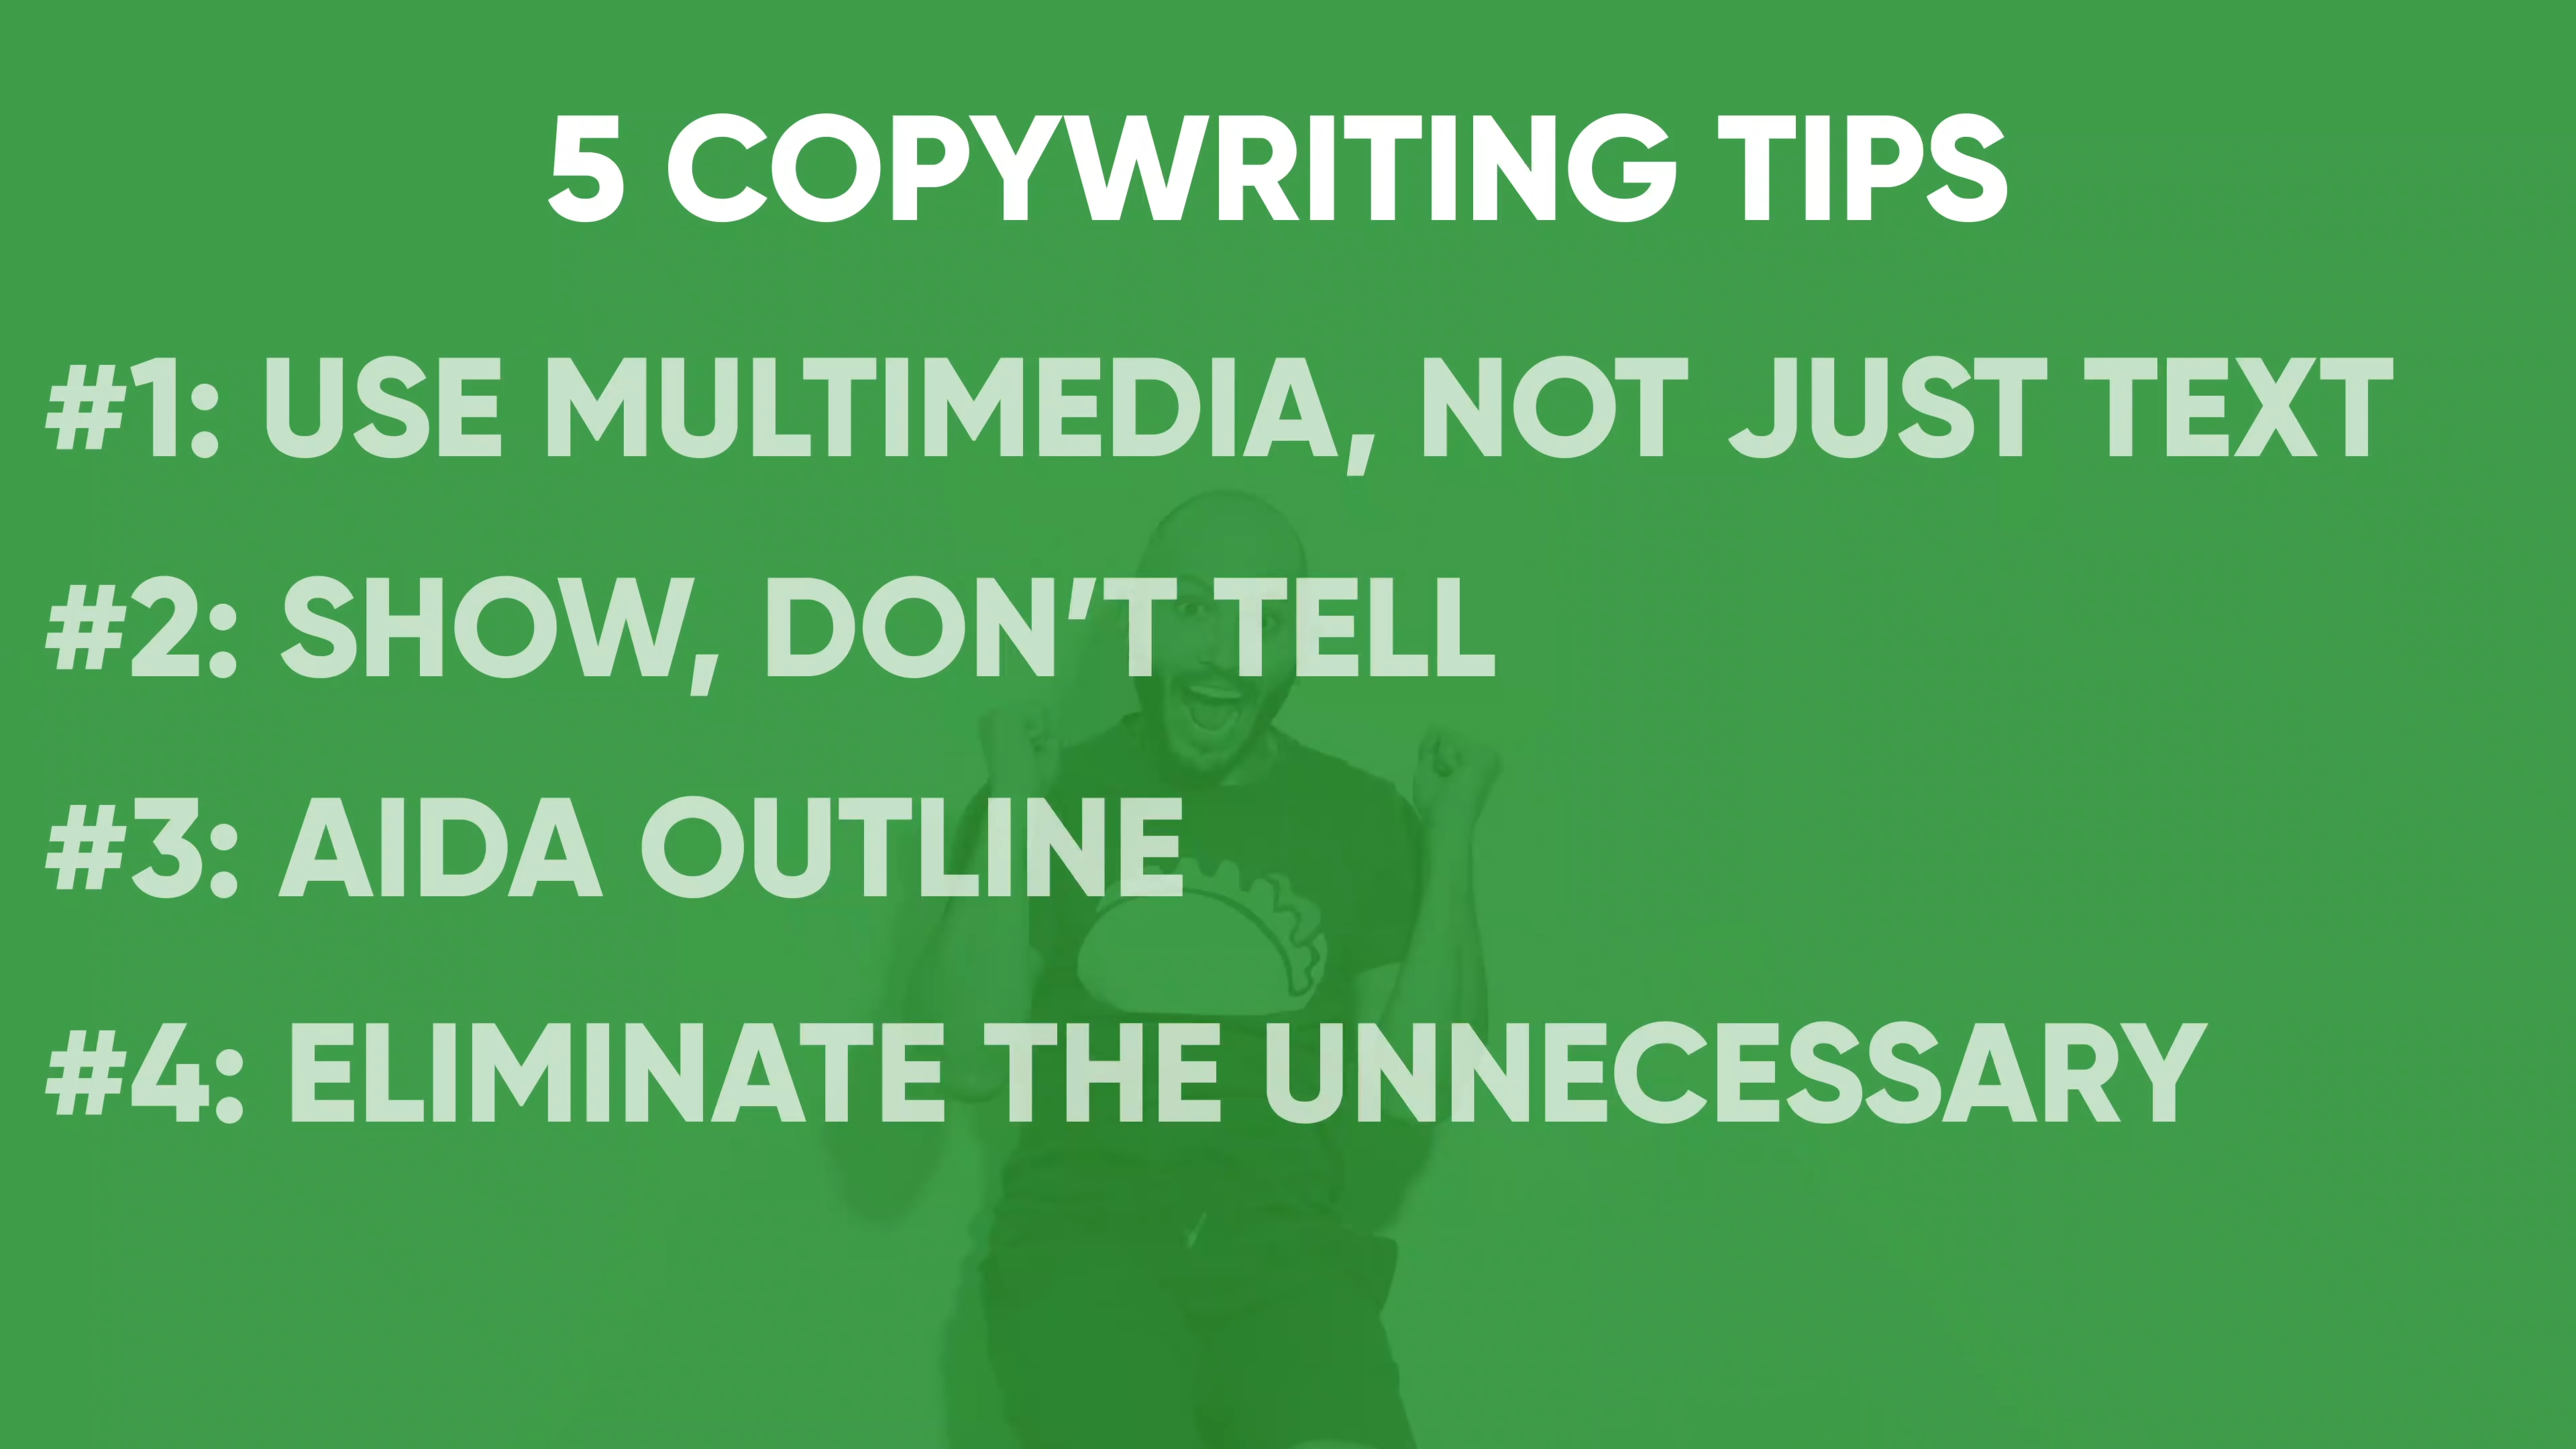 5 COPYWRITING TIPS
#1: USE MULTIMEDIA, NOT JUST TEXT
#2: SHOW, DON’T TELL
#3: AIDA OUTLINE
#4: ELIMINATE THE UNNECESSARY